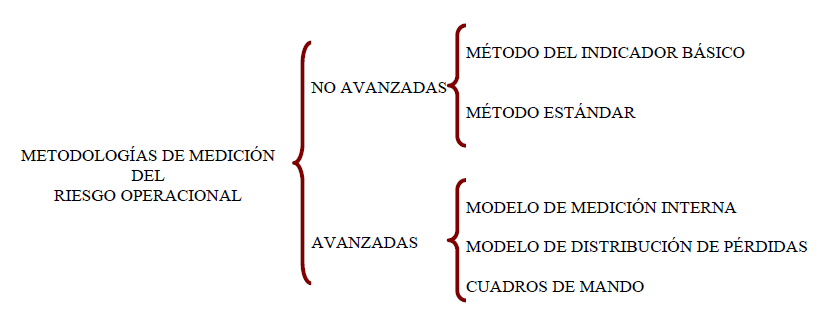 METODOLOGÍAS DE MEDICIÓN
DEL
RIESGO OPERACIONAL
NO AVANZADAS
MÉTODO DEL INDICADOR BÁSICO
MÉTODO ESTÁNDAR
AVANZADAS
MODELO DE MEDICIÓN INTERNA
MODELO DE DISTRIBUCIÓN DE PÉRDIDAS
CUADROS DE MANDO